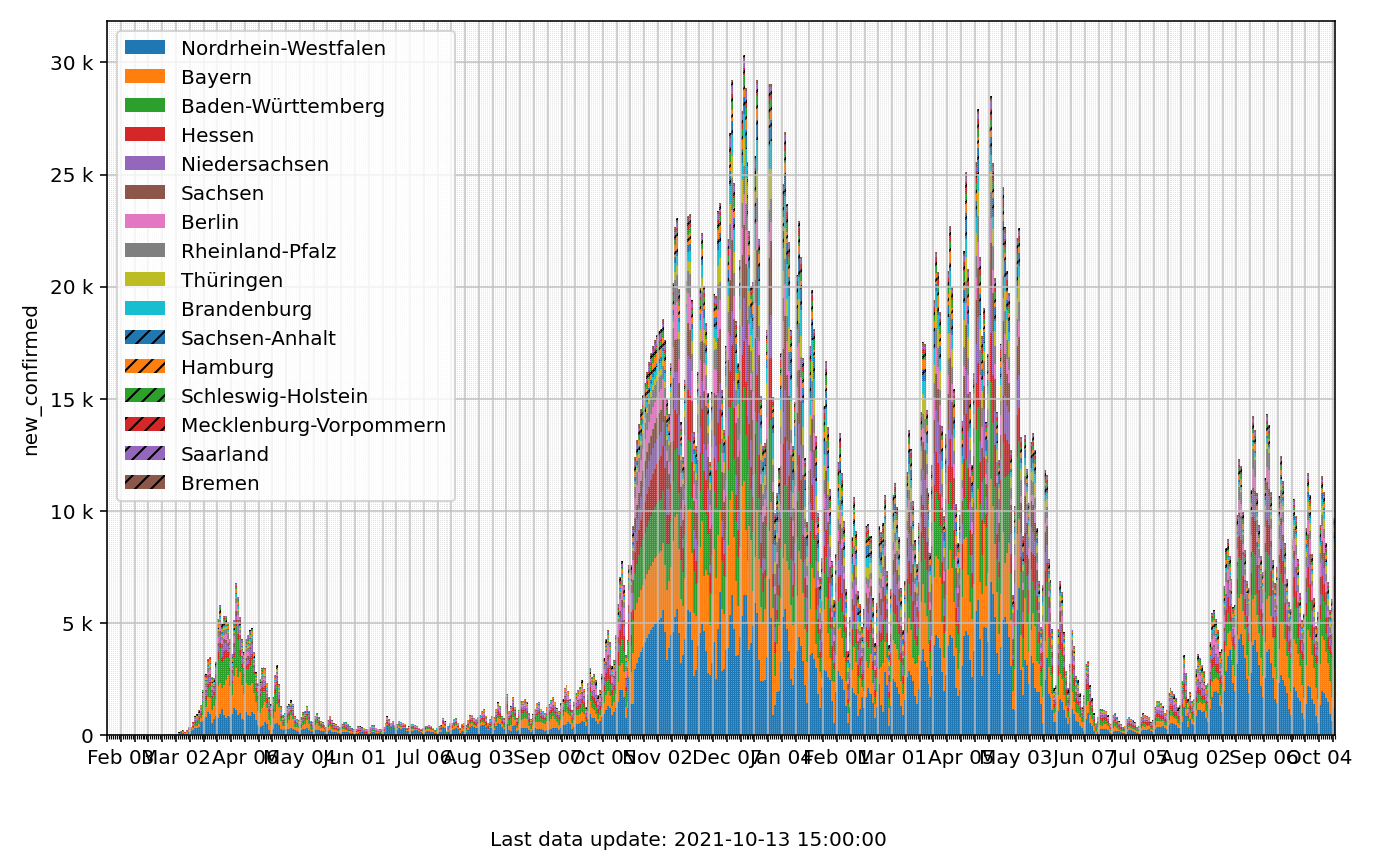 30 k
25 k
20 k
15 k
10 k
5 k
0
new_confirmed
Nordrhein-Westfalen
Bayern
Baden-Württemberg
Hessen
Niedersachsen
Sachsen
Berlin
Rheinland-Pfalz
Thüringen
Brandenburg
Sachsen-Anhalt
Hamburg
Schleswig-Holstein
Mecklenburg-Vorpommern
Saarland
Bremen
Feb 03 Mar 02 Apr 06 May 04 Jun 01 Jul 06 Aug 03 Sep 07 Oct 05 Nov 02 Dec 07 Jan 04 Feb 01 Mar 01 Apr 05 May 03 Jun 07 Jul 05 Aug 02 Sep 06 Oct 04
Last data update: 2021-10-13 15:00:00